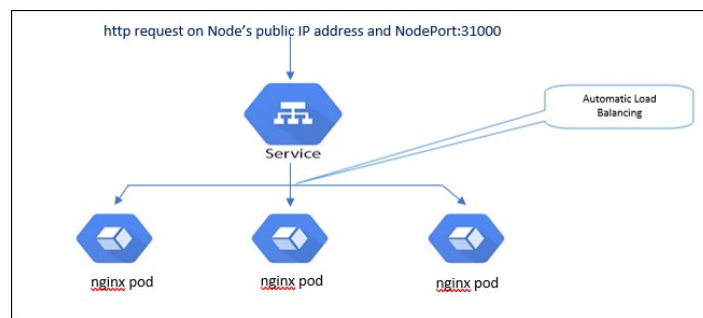 http request on Node's public IP address and NodePort:31000
Automatic Load
Balancing
Service
nginx pod
nginx pod
nginx pod